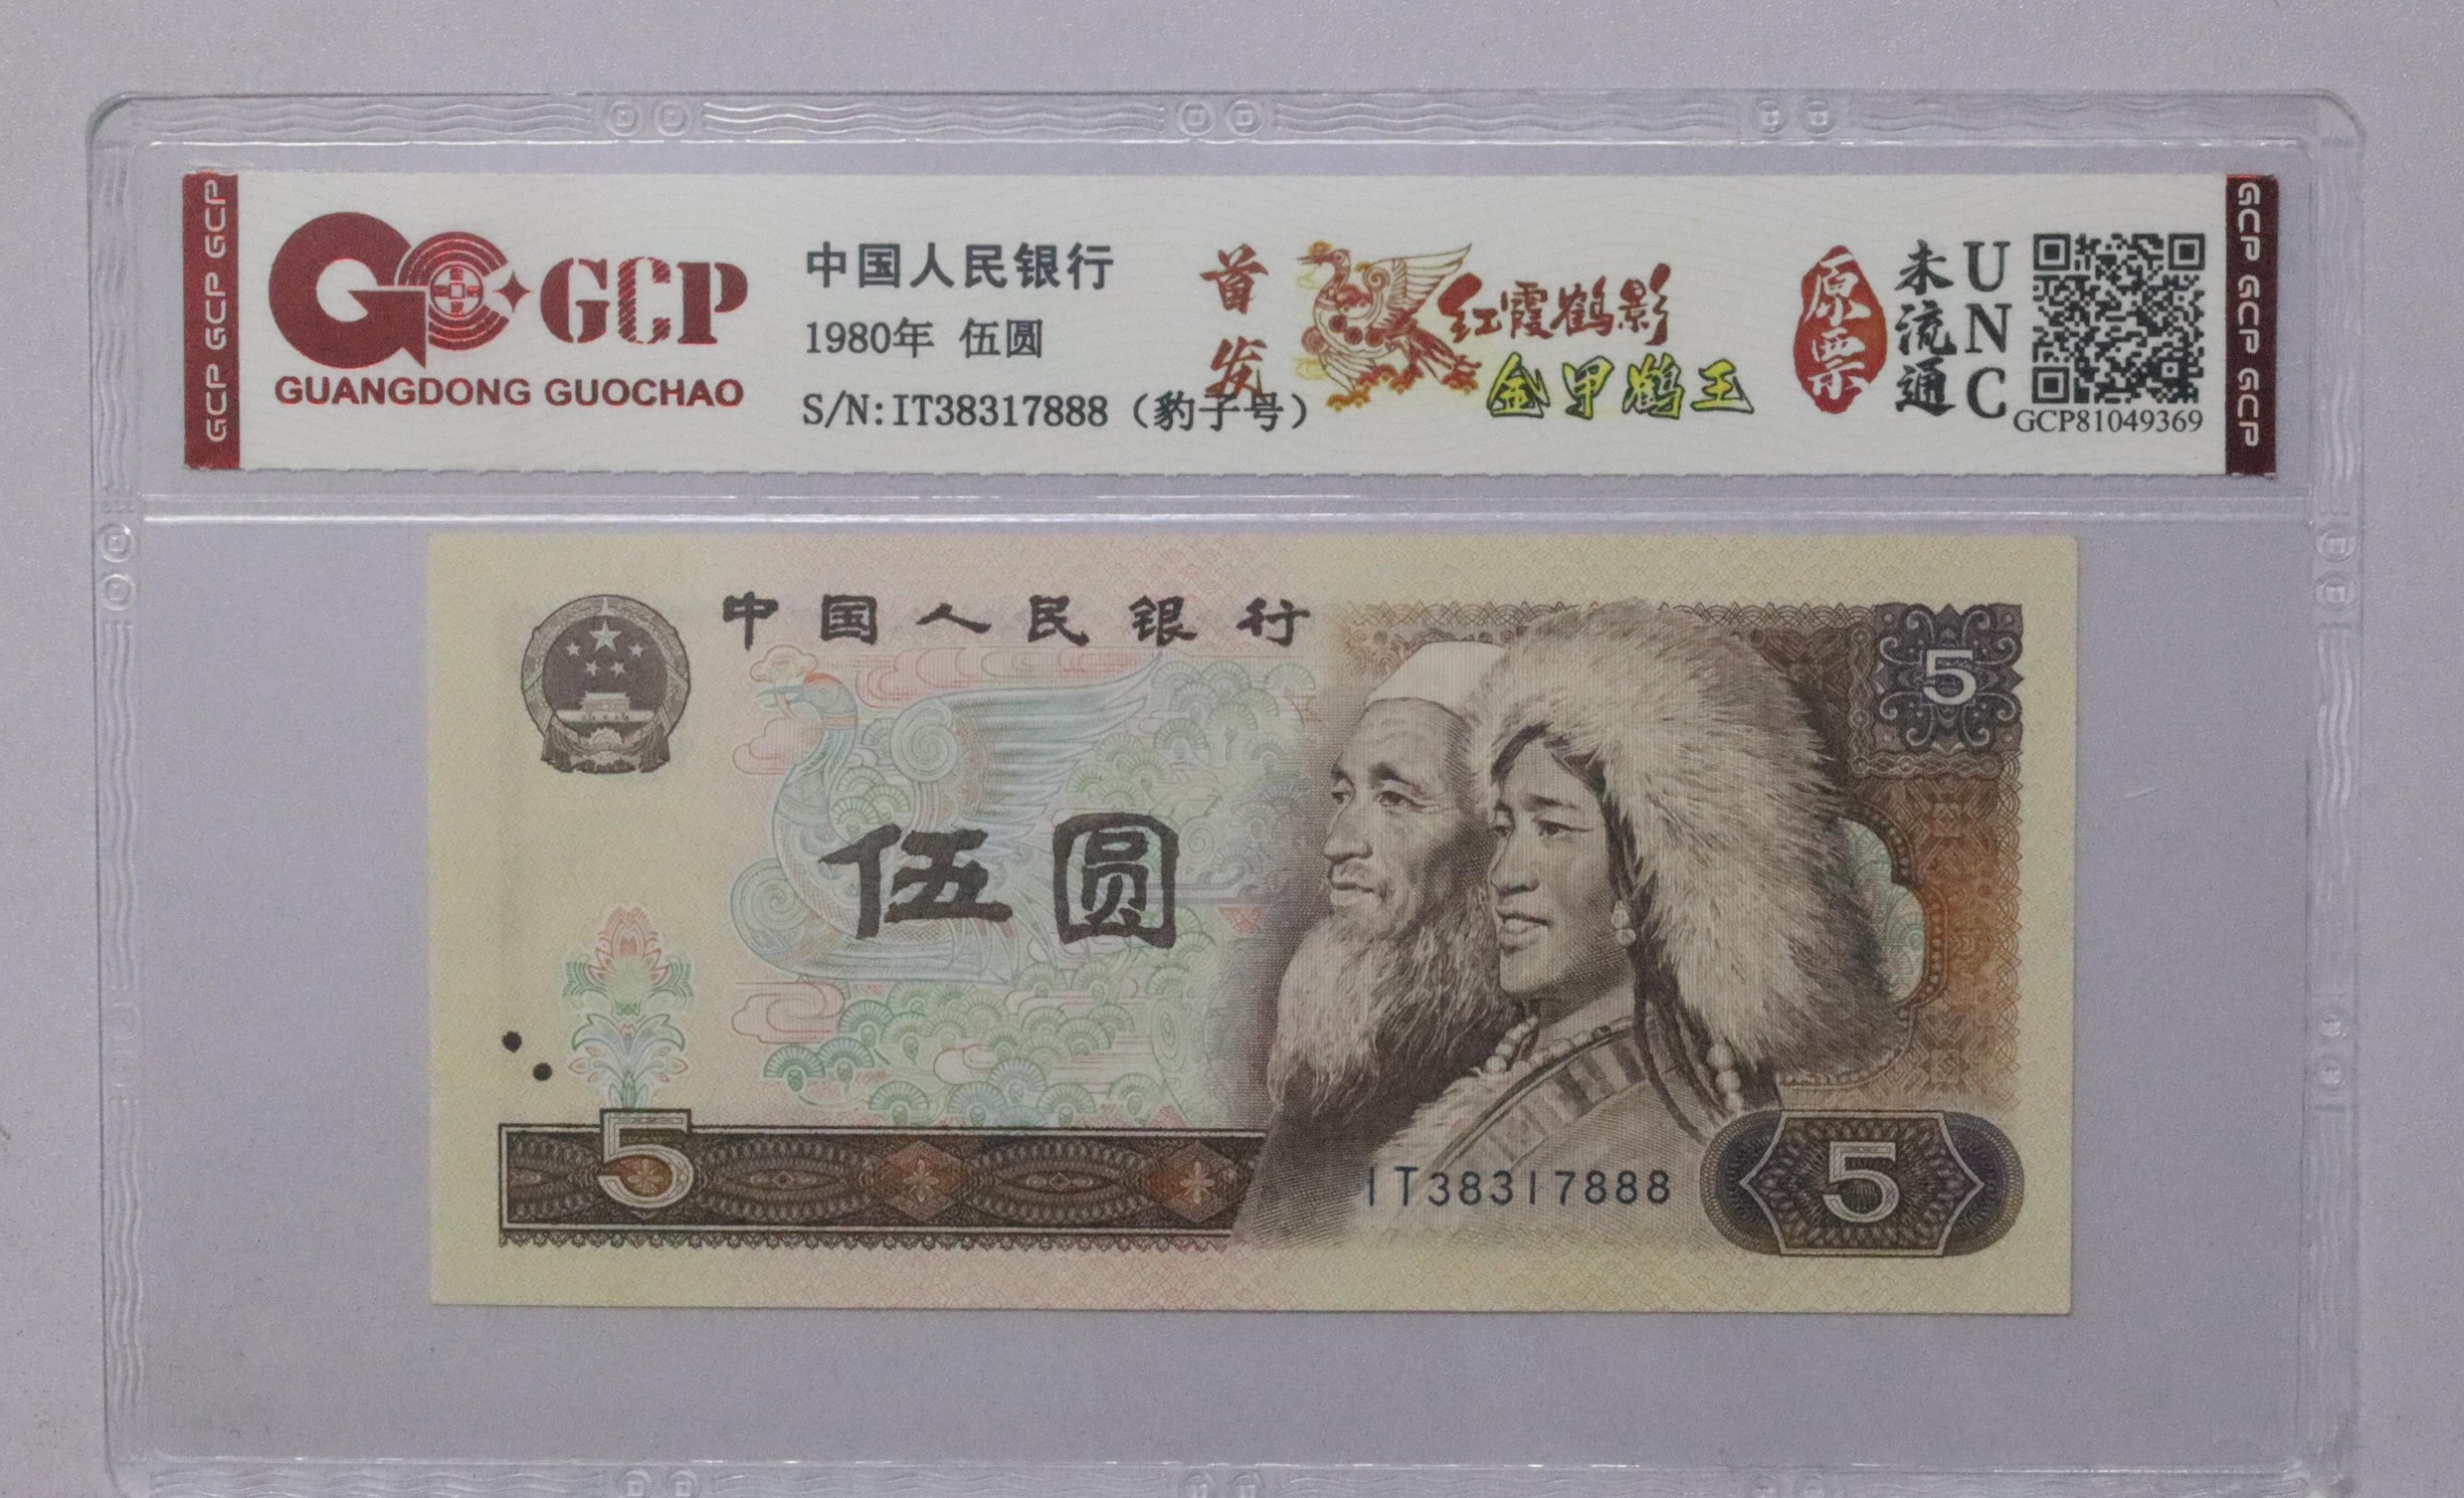 GCP GCP GCP
GCP
GUANGDONG GUOCHAO
中国人民银行
1980年 伍圆
S/N:IT38317888（豹子号）
首发
红霞鹤影
金甲鹤王
原票
未流通
UNC
GCP81049369
GCP GCP GCP
中国人民银行
5
伍圆
5
IT38317888
5